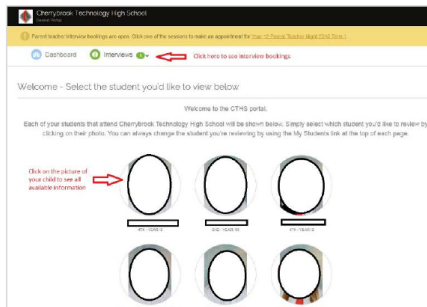 Cherrybrook Technology High School
Parent Portal
Parent teacher interview bookings are open. Click one of the sessions to make an appointment for
Dashboard
Interviews
Click here to see interview bookings
Welcome - Select the student you'd like to view below
Welcome to the CTHS portal.
Each of your students that attend Cherrybrook Technology High School will be shown below. Simply select which student you'd like to review by
clicking on their photo. You can always change the student you're reviewing by using the My Students link at the top of each page.
Click on the picture
of your child to see all
available information